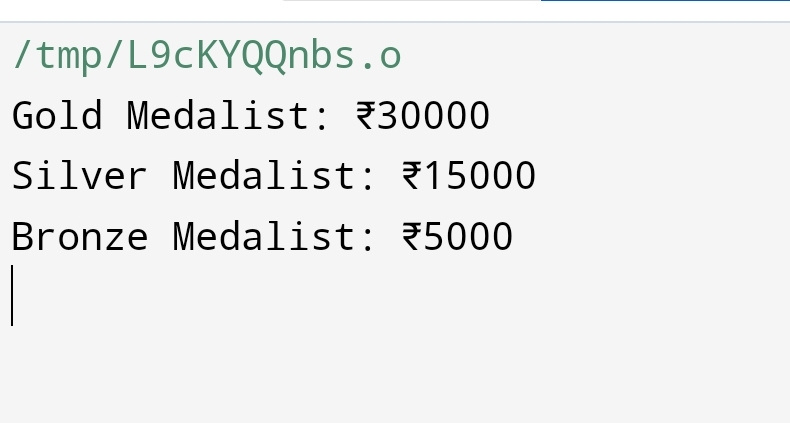 /tmp/L9cKYQQnbs.o
Gold Medalist: ₹30000
Silver Medalist: ₹15000
Bronze Medalist: ₹5000